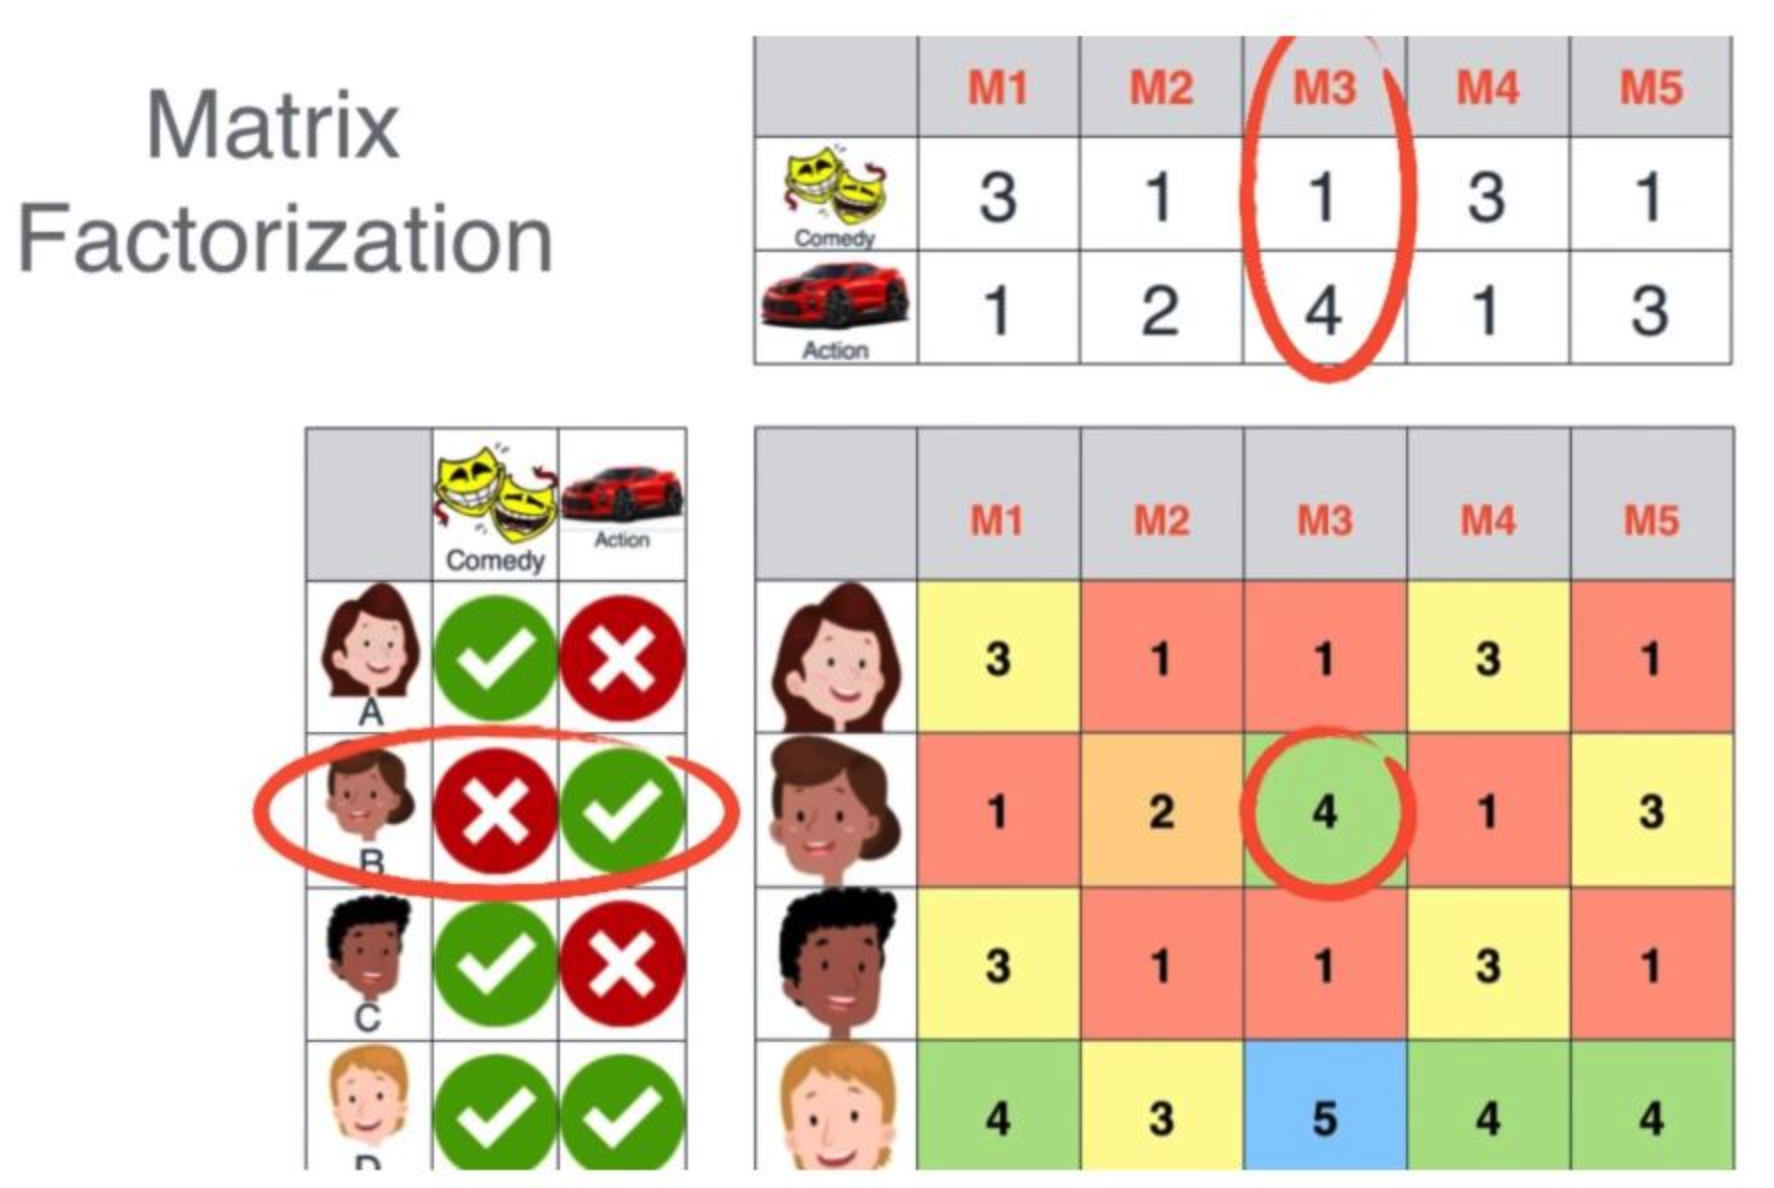 Matrix
Factorization
M1 M2 M3 M4 M5
Comedy 3 1 1 3 1
Action 1 2 4 1 3
Comedy Action
A
B
C
D
M1 M2 M3 M4 M5
3 1 1 3 1
1 2 4 1 3
3 1 1 3 1
4 3 5 4 4